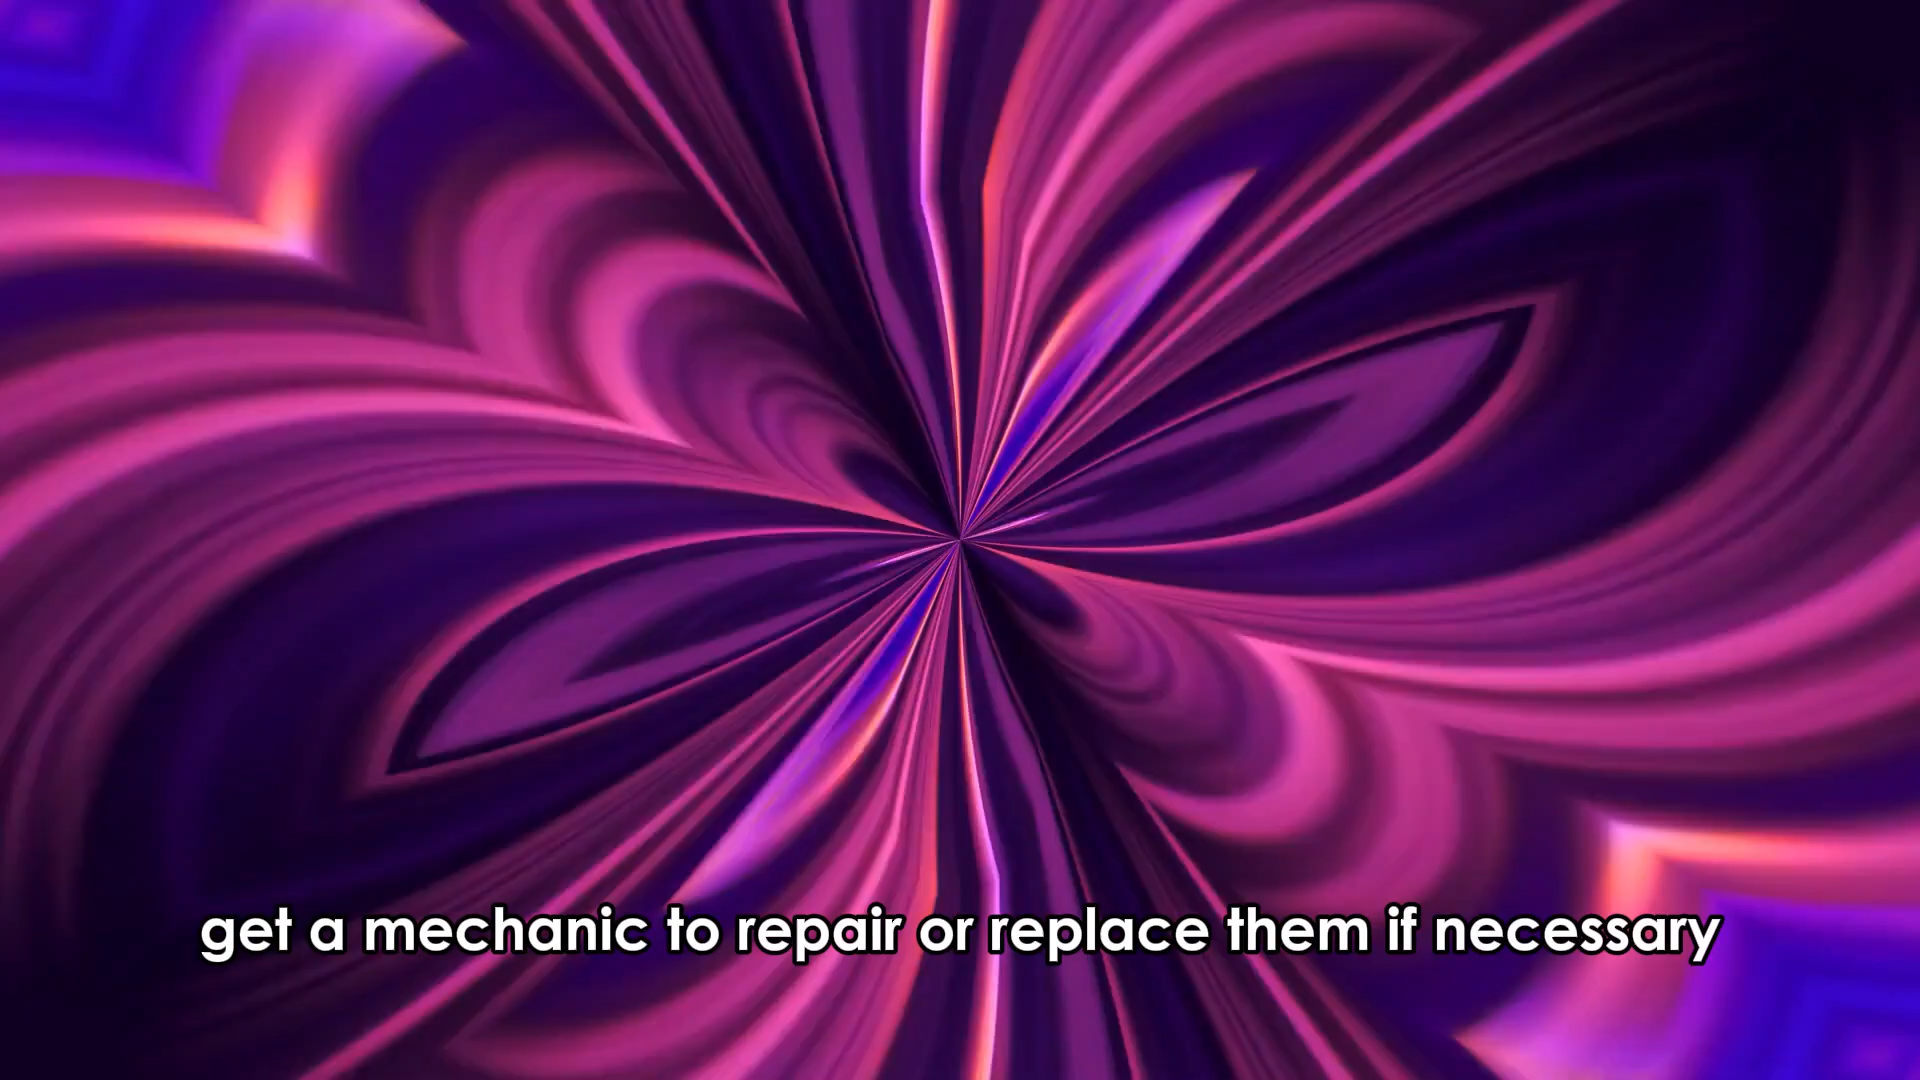 get a mechanic to repair or replace them if necessary